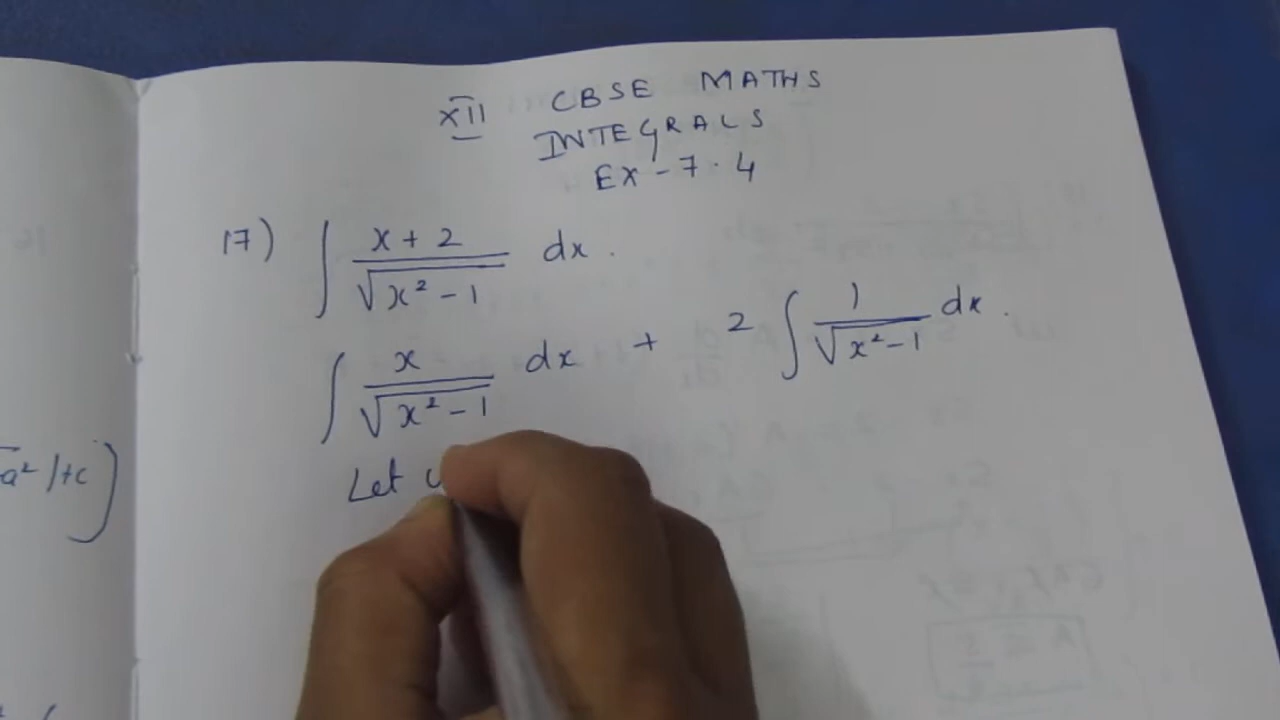 XII CBSE MATHS
INTEGRALS
EX-7.4
17) ∫ x+2 / √x²-1 dx.
∫ x / √x²-1 dx + 2 ∫ 1 / √x²-1 dx.
Let u
a² |+c